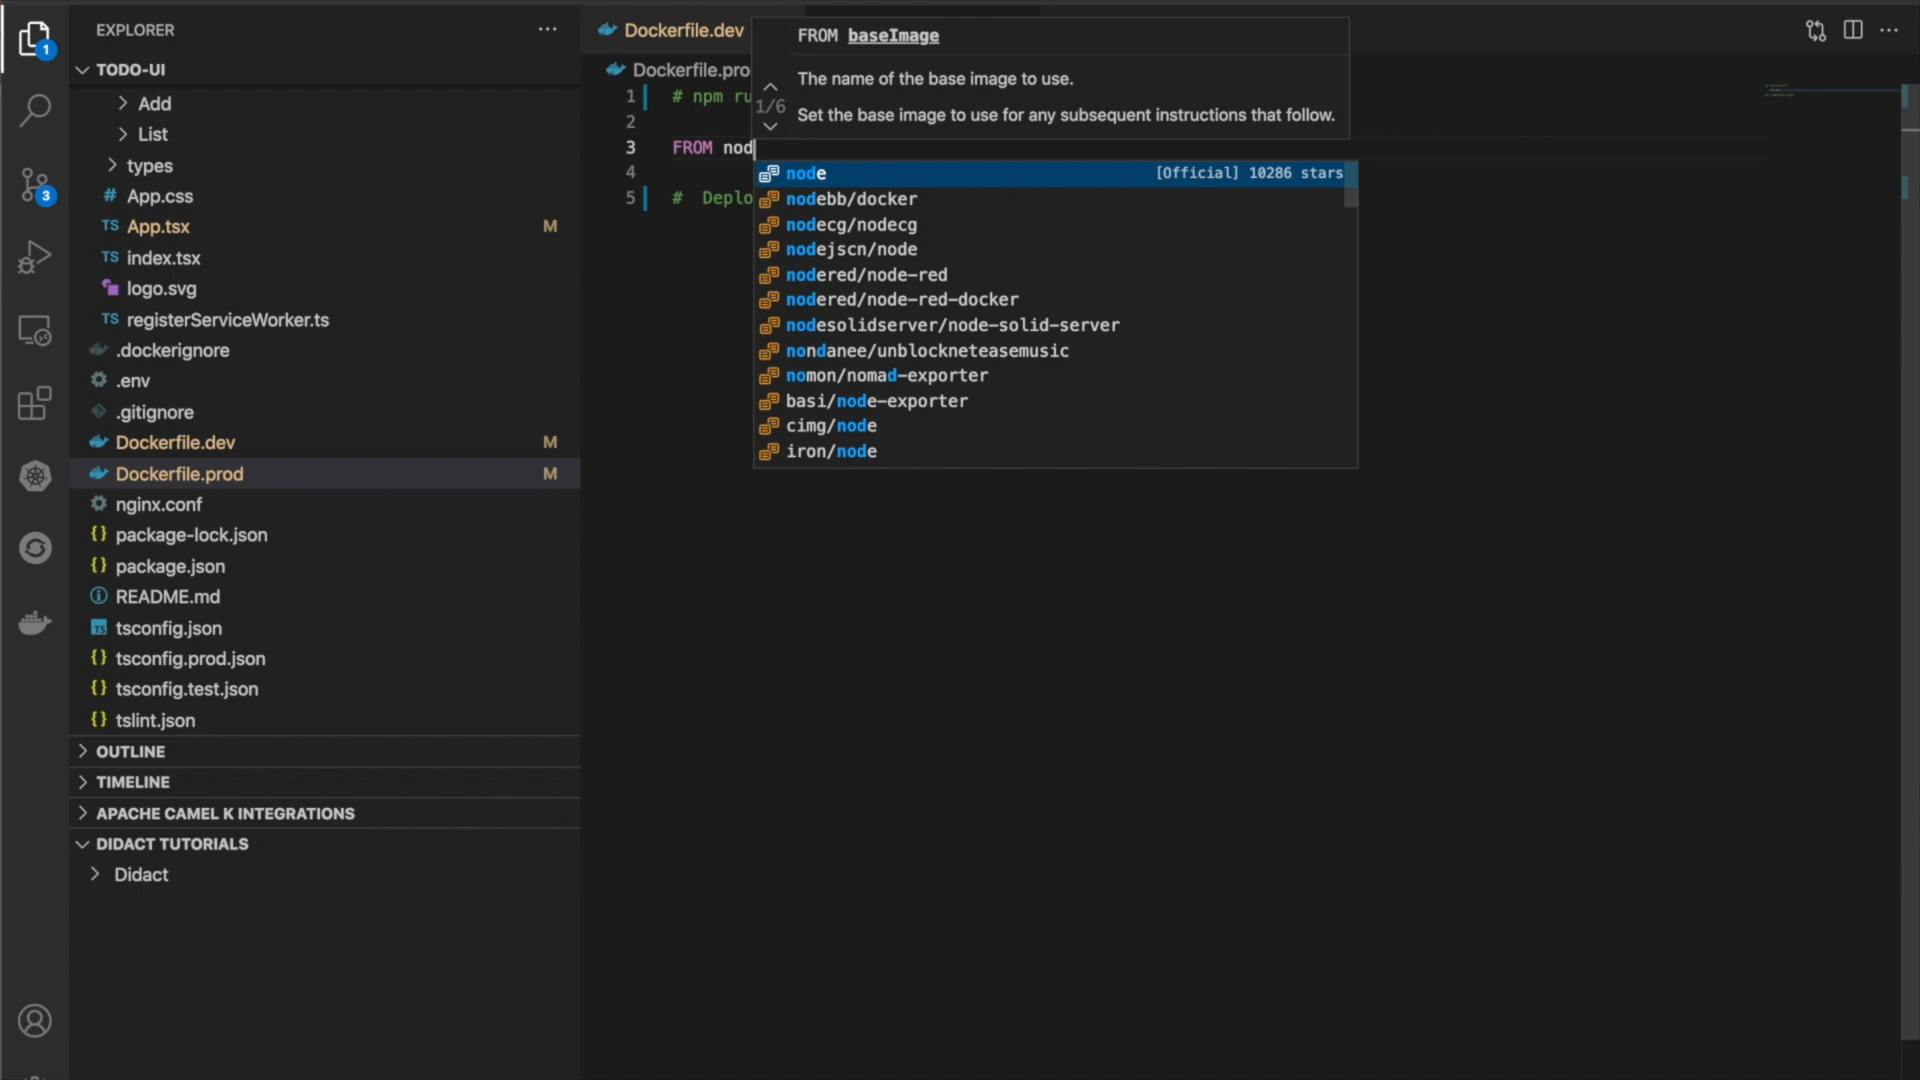 1
3
EXPLORER
TODO-UI
Add
List
types
# App.css
TS App.tsx M
TS index.tsx
logo.svg
TS registerServiceWorker.ts
.dockerignore
.env
.gitignore
Dockerfile.dev M
Dockerfile.prod M
nginx.conf
{} package-lock.json
{} package.json
README.md
TS tsconfig.json
{} tsconfig.prod.json
{} tsconfig.test.json
{} tslint.json
OUTLINE
TIMELINE
APACHE CAMEL K INTEGRATIONS
DIDACT TUTORIALS
Didact
Dockerfile.dev
Dockerfile.pro
1 # npm ru
2
3 FROM nod
4
5 # Deplo
FROM baseImage
The name of the base image to use.
1/6
Set the base image to use for any subsequent instructions that follow.
node [Official] 10286 stars
nodebb/docker
nodecg/nodecg
nodejscn/node
nodered/node-red
nodered/node-red-docker
nodesolidserver/node-solid-server
nondanee/unblockneteasemusic
nomon/nomad-exporter
basi/node-exporter
cimg/node
iron/node